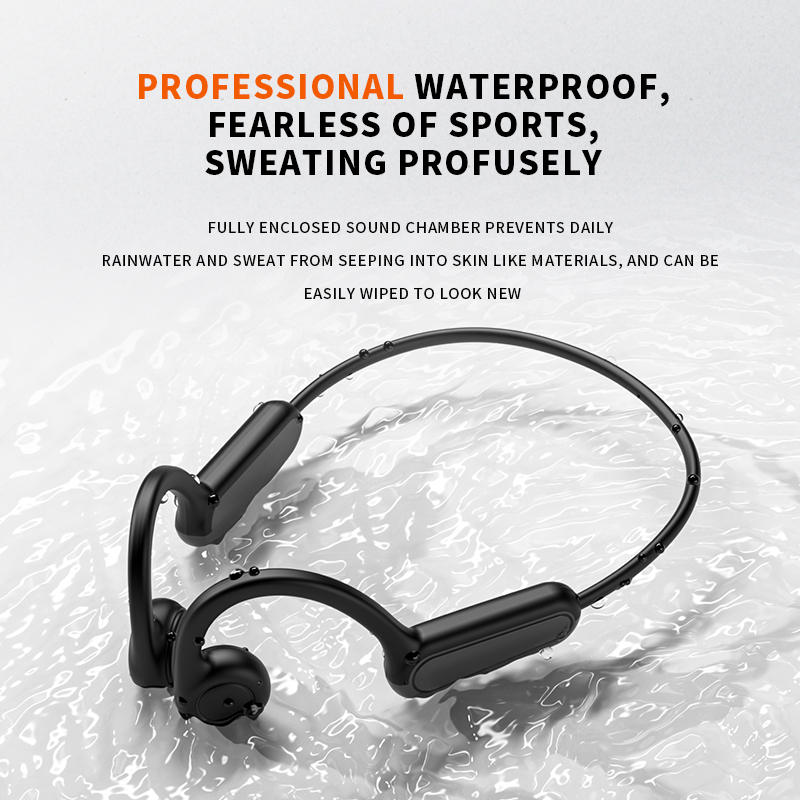 PROFESSIONAL WATERPROOF,
FEARLESS OF SPORTS,
SWEATING PROFUSELY
FULLY ENCLOSED SOUND CHAMBER PREVENTS DAILY
RAINWATER AND SWEAT FROM SEEPING INTO SKIN LIKE MATERIALS, AND CAN BE
EASILY WIPED TO LOOK NEW